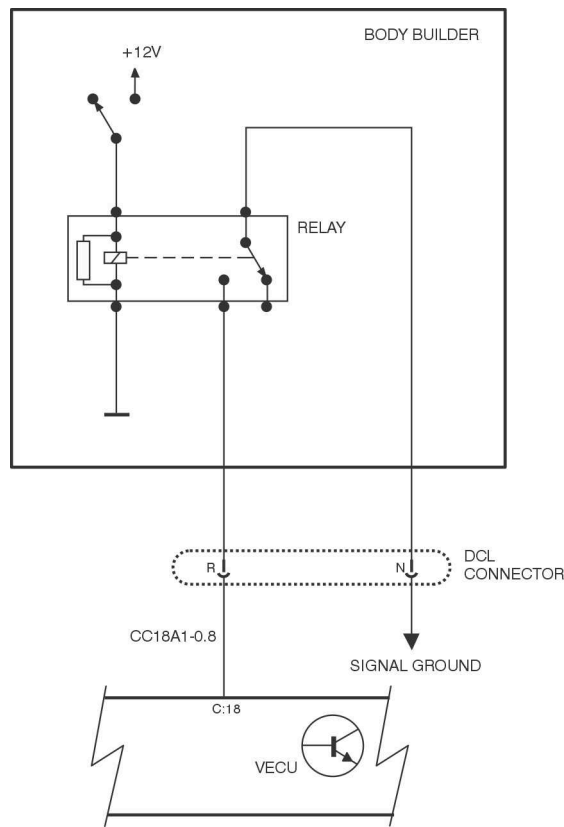 BODY BUILDER
+12V
RELAY
R
N
DCL
CONNECTOR
CC18A1-0.8
SIGNAL GROUND
C:18
VECU